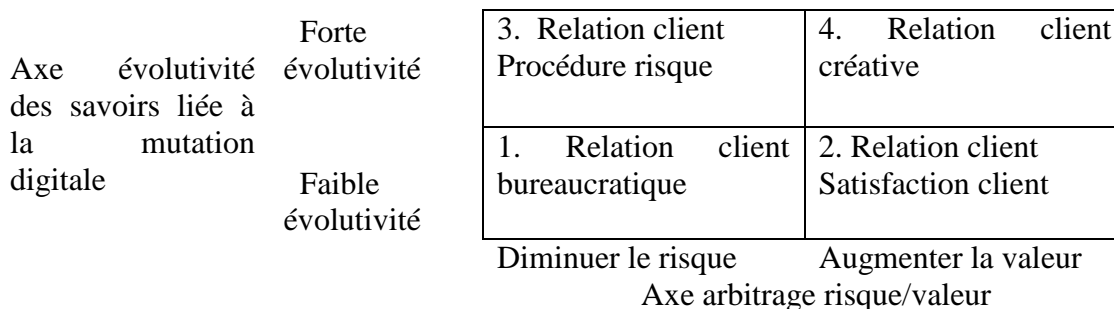 Axe évolutivité
des savoirs liée à
la mutation
digitale
Forte
évolutivité
Faible
évolutivité
3. Relation client
Procédure risque
4. Relation client
créative
1. Relation client
bureaucratique
2. Relation client
Satisfaction client
Diminuer le risque
Augmenter la valeur
Axe arbitrage risque/valeur